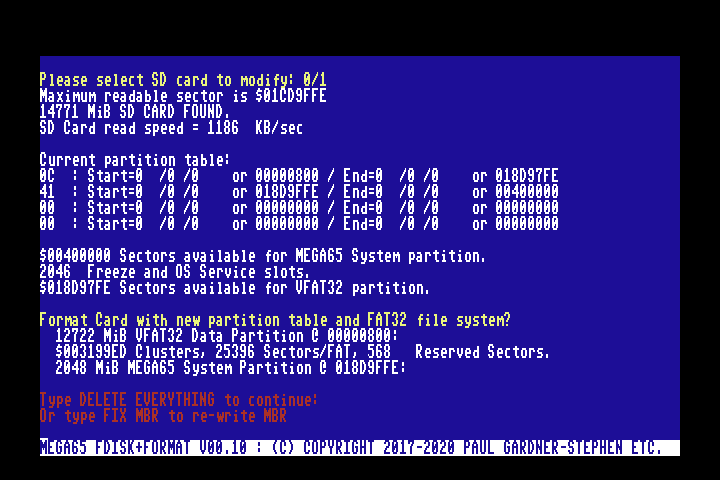 Please select SD card to modify: 0/1
Maximum readable sector is $01CD9FFE
14771 MiB SD CARD FOUND.
SD Card read speed = 1186  KB/sec
Current partition table:
0C  : Start=0  /0 /0    or 00000800 / End=0  /0 /0    or 018D97FE
41  : Start=0  /0 /0    or 018D9FFE / End=0  /0 /0    or 00400000
00  : Start=0  /0 /0    or 00000000 / End=0  /0 /0    or 00000000
00  : Start=0  /0 /0    or 00000000 / End=0  /0 /0    or 00000000
$00400000 Sectors available for MEGA65 System partition.
2046  Freeze and OS Service slots.
$018D97FE Sectors available for VFAT32 partition.
Format Card with new partition table and FAT32 file system?
12722 MiB VFAT32 Data Partition @ 00000800:
$003199ED Clusters, 25396 Sectors/FAT, 568   Reserved Sectors.
2048 MiB MEGA65 System Partition @ 018D9FFE:
Type DELETE EVERYTHING to continue:
Or type FIX MBR to re-write MBR
MEGA65 FDISK+FORMAT V00.10 : (C) COPYRIGHT 2017-2020 PAUL GARDNER-STEPHEN ETC.